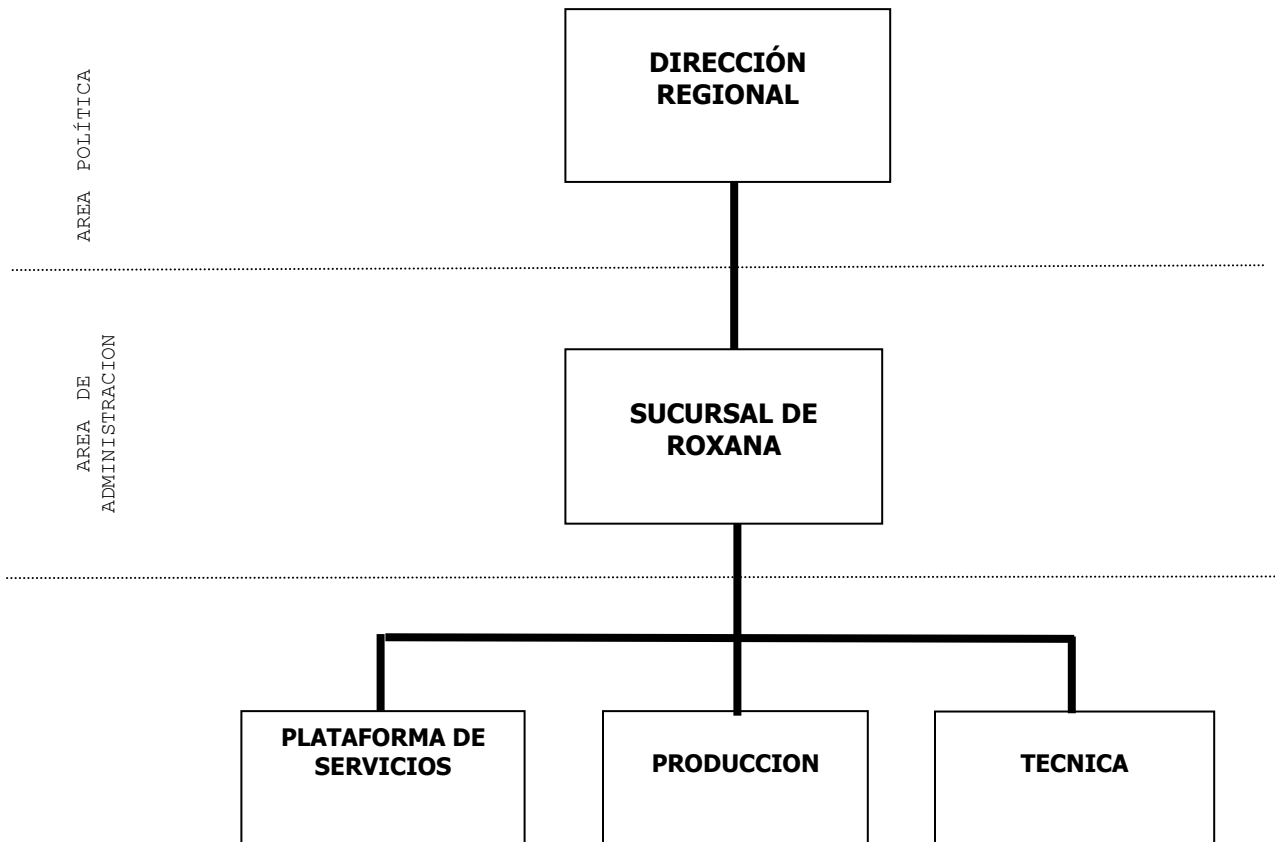 AREA POLÍTICA
DIRECCIÓN
REGIONAL
AREA DE
ADMINISTRACION
SUCURSAL DE
ROXANA
PLATAFORMA DE
SERVICIOS
PRODUCCION
TECNICA